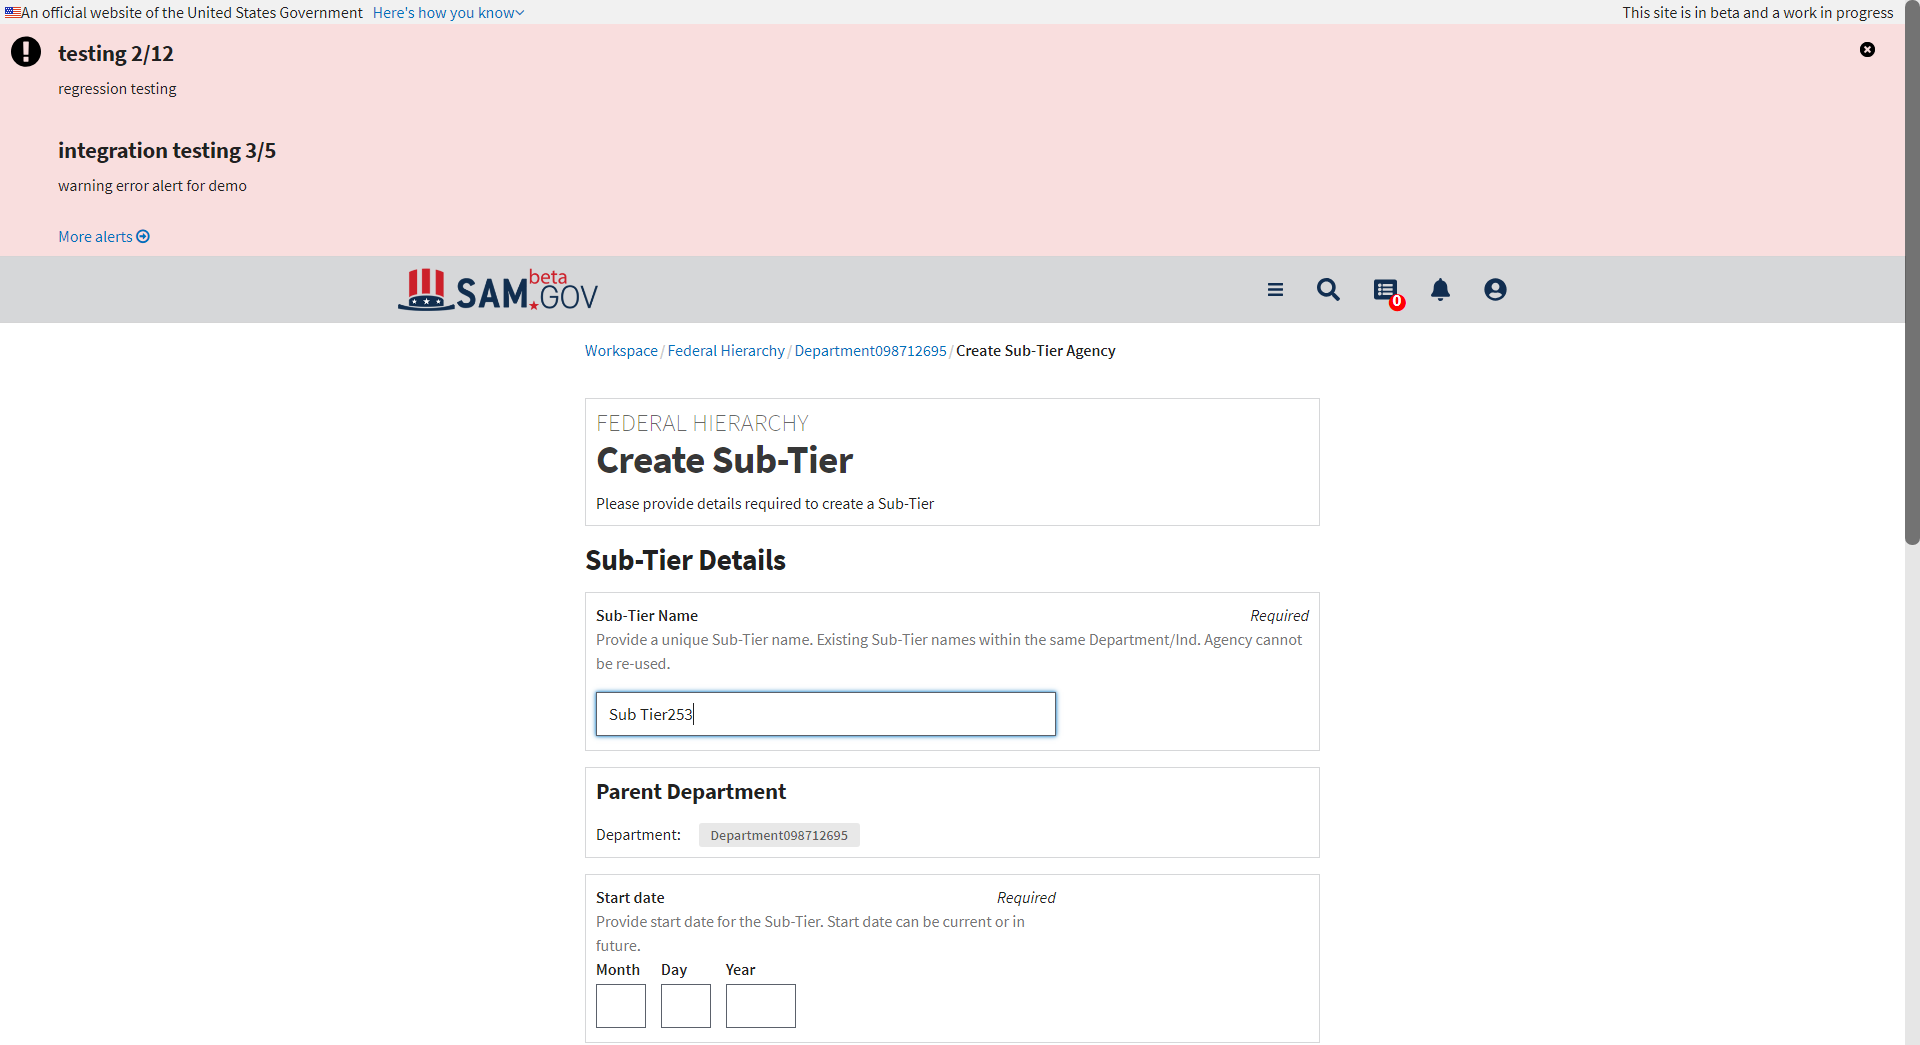 An official website of the United States Government Here's how you know This site is in beta and a work in progress
testing 2/12
regression testing
integration testing 3/5
warning error alert for demo
More alerts
SAM.GOV beta
0
Workspace / Federal Hierarchy / Department098712695 / Create Sub-Tier Agency
FEDERAL HIERARCHY
Create Sub-Tier
Please provide details required to create a Sub-Tier
Sub-Tier Details
Sub-Tier Name Required
Provide a unique Sub-Tier name. Existing Sub-Tier names within the same Department/Ind. Agency cannot
be re-used.
Sub Tier253
Parent Department
Department: Department098712695
Start date Required
Provide start date for the Sub-Tier. Start date can be current or in
future.
Month Day Year